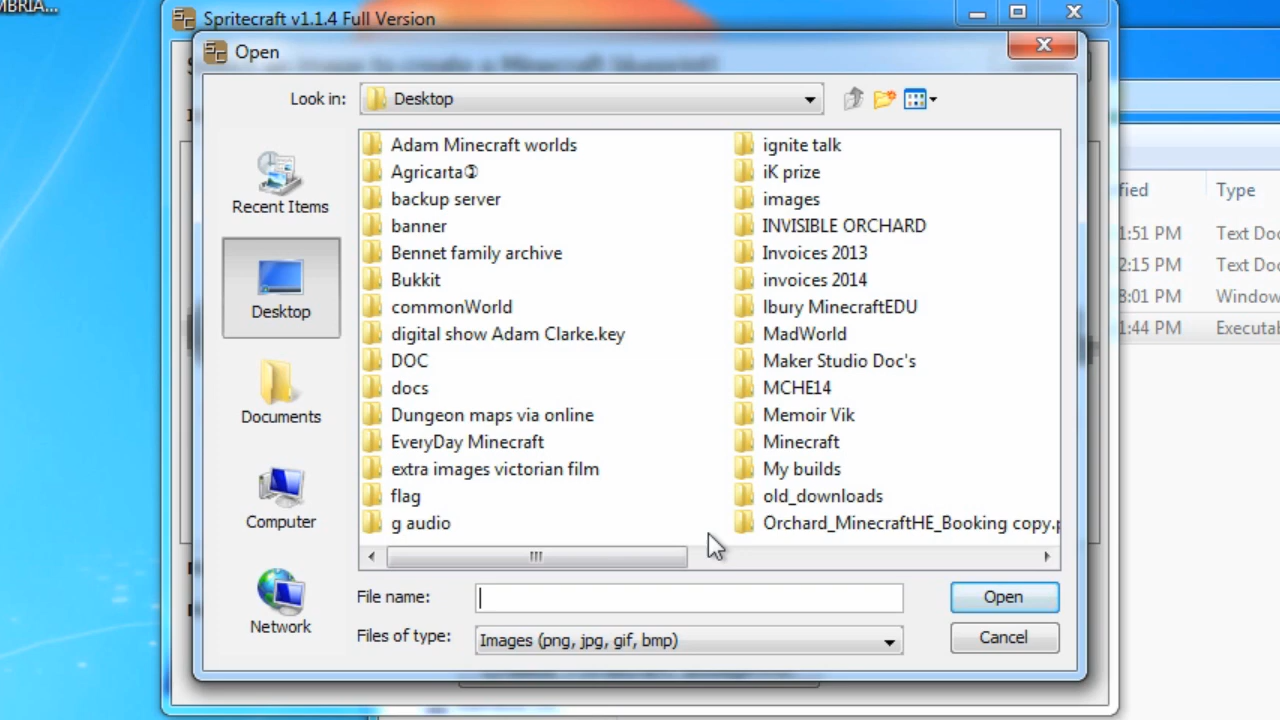 MBRIA...
Spritecraft v1.1.4 Full Version
Open
Look in:
Desktop
Recent Items
Desktop
Documents
Computer
Network
Adam Minecraft worlds
Agricarta②
backup server
banner
Bennet family archive
Bukkit
commonWorld
digital show Adam Clarke.key
DOC
docs
Dungeon maps via online
EveryDay Minecraft
extra images victorian film
flag
g audio
ignite talk
iK prize
images
INVISIBLE ORCHARD
Invoices 2013
invoices 2014
lbury MinecraftEDU
MadWorld
Maker Studio Doc's
MCHE14
Memoir Vik
Minecraft
My builds
old_downloads
Orchard_MinecraftHE_Booking copy.p
File name:
Open
Files of type:
Images (png, jpg, gif, bmp)
Cancel
fied
Type
1:51 PM
Text Doc
2:15 PM
Text Doc
8:01 PM
Window
1:44 PM
Executab